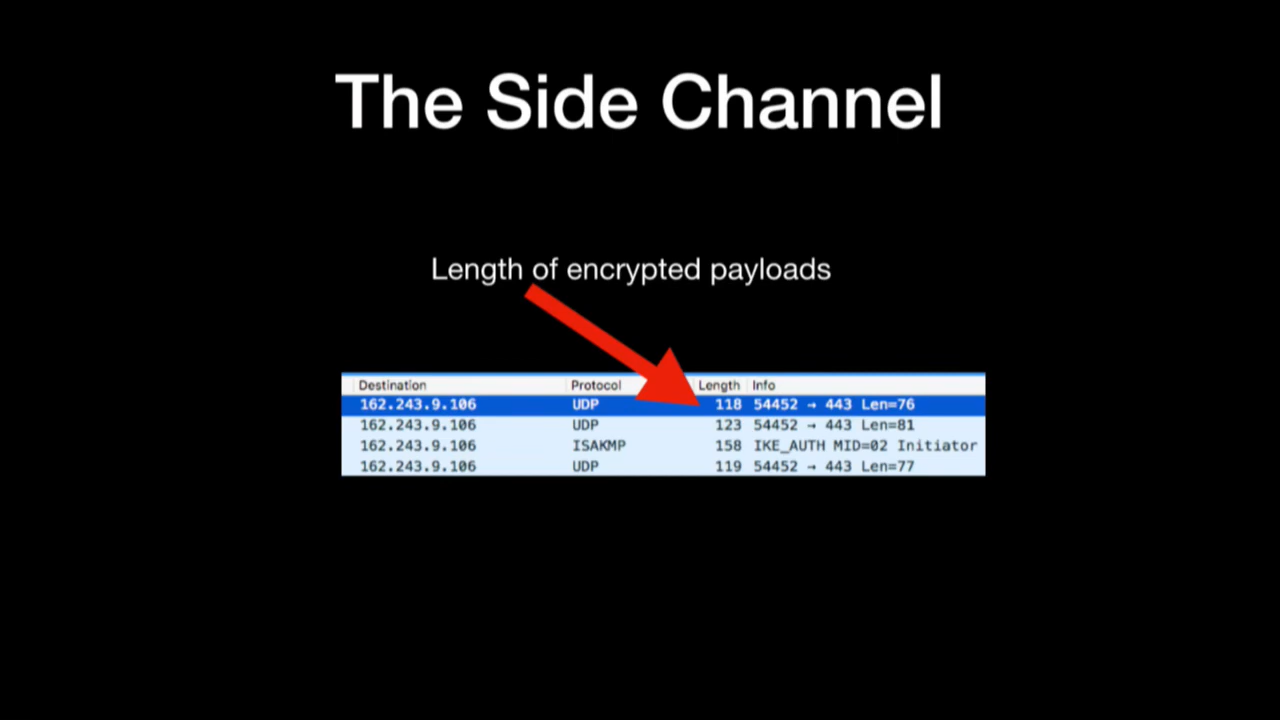 The Side Channel
Length of encrypted payloads
Destination Protocol Length Info
162.243.9.106 UDP 118 54452 → 443 Len=76
162.243.9.106 UDP 123 54452 → 443 Len=81
162.243.9.106 ISAKMP 158 IKE_AUTH MID=02 Initiator
162.243.9.106 UDP 119 54452 → 443 Len=77